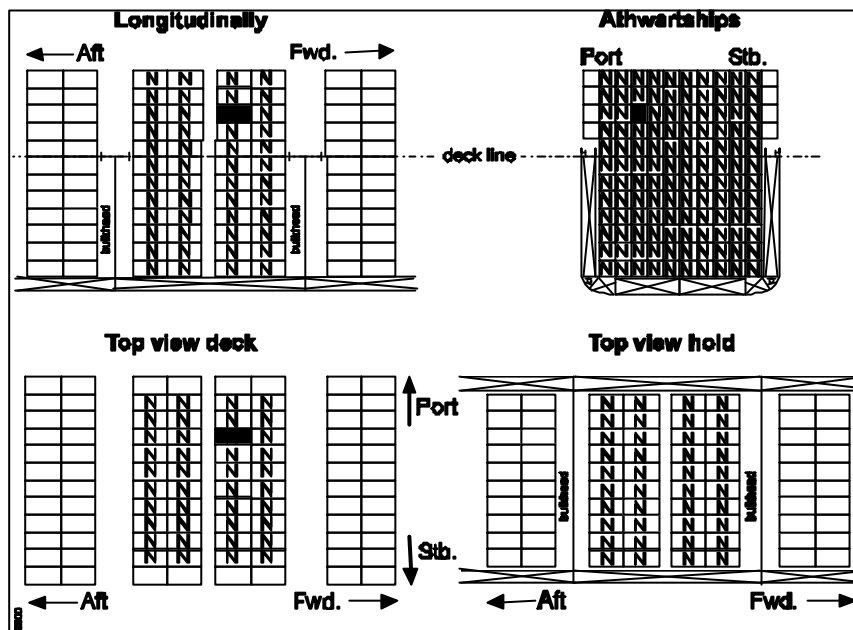 Longitudinally
Athwartships
Aft
Fwd.
Port
Stb.
deck line
bulkhead
bulkhead
Top view deck
Top view hold
Port
bulkhead
bulkhead
Stb.
Aft
Fwd.
Aft
Fwd.